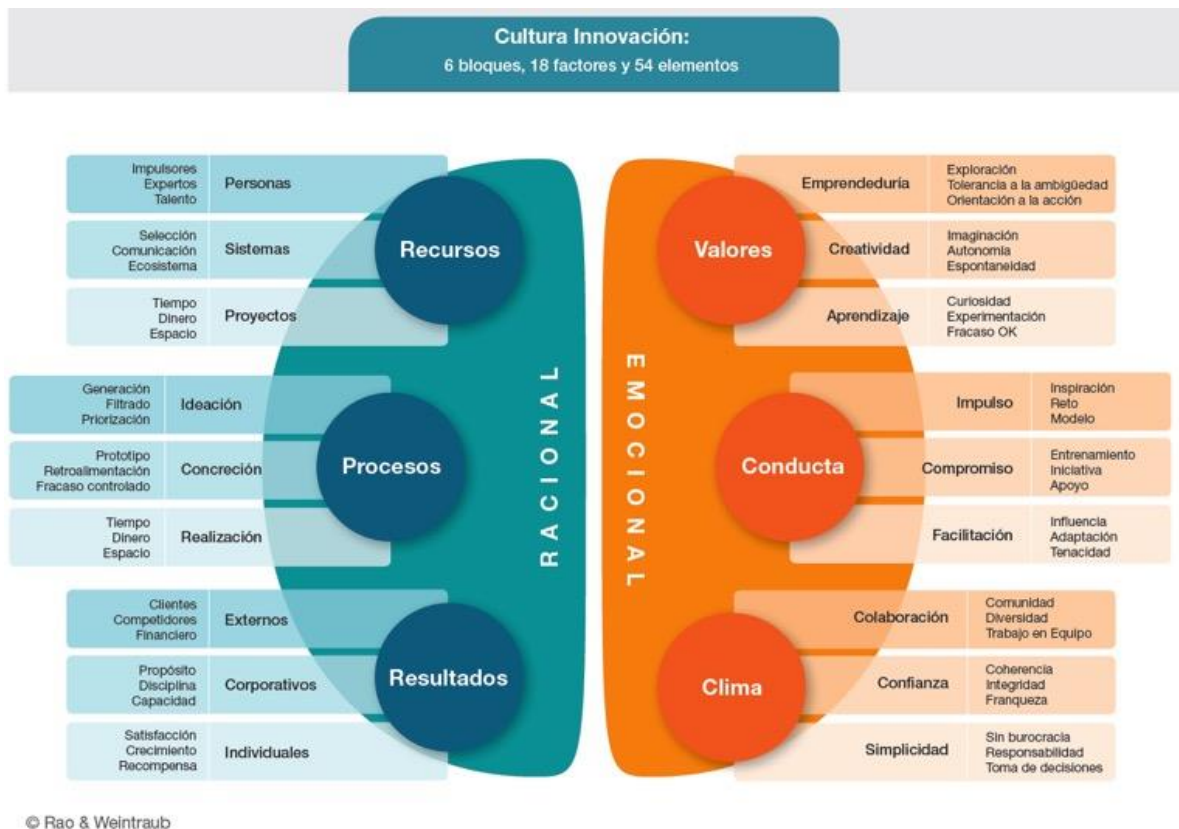 Cultura Innovación:
6 bloques, 18 factores y 54 elementos
Impulsores
Expertos
Talento
Personas
Selección
Comunicación
Ecosistema
Sistemas
Tiempo
Dinero
Espacio
Proyectos
Recursos
Generación
Filtrado
Priorización
Ideación
Prototipo
Retroalimentación
Fracaso controlado
Concreción
Tiempo
Dinero
Espacio
Realización
Procesos
Clientes
Competidores
Financiero
Externos
Propósito
Disciplina
Capacidad
Corporativos
Satisfacción
Crecimiento
Recompensa
Individuales
Resultados
RACIONAL
EMOCIONAL
Valores
Emprendeduría
Exploración
Tolerancia a la ambigüedad
Orientación a la acción
Creatividad
Imaginación
Autonomía
Espontaneidad
Aprendizaje
Curiosidad
Experimentación
Fracaso OK
Conducta
Impulso
Inspiración
Reto
Modelo
Compromiso
Entrenamiento
Iniciativa
Apoyo
Facilitación
Influencia
Adaptación
Tenacidad
Clima
Colaboración
Comunidad
Diversidad
Trabajo en Equipo
Confianza
Coherencia
Integridad
Franqueza
Simplicidad
Sin burocracia
Responsabilidad
Toma de decisiones
© Rao & Weintraub